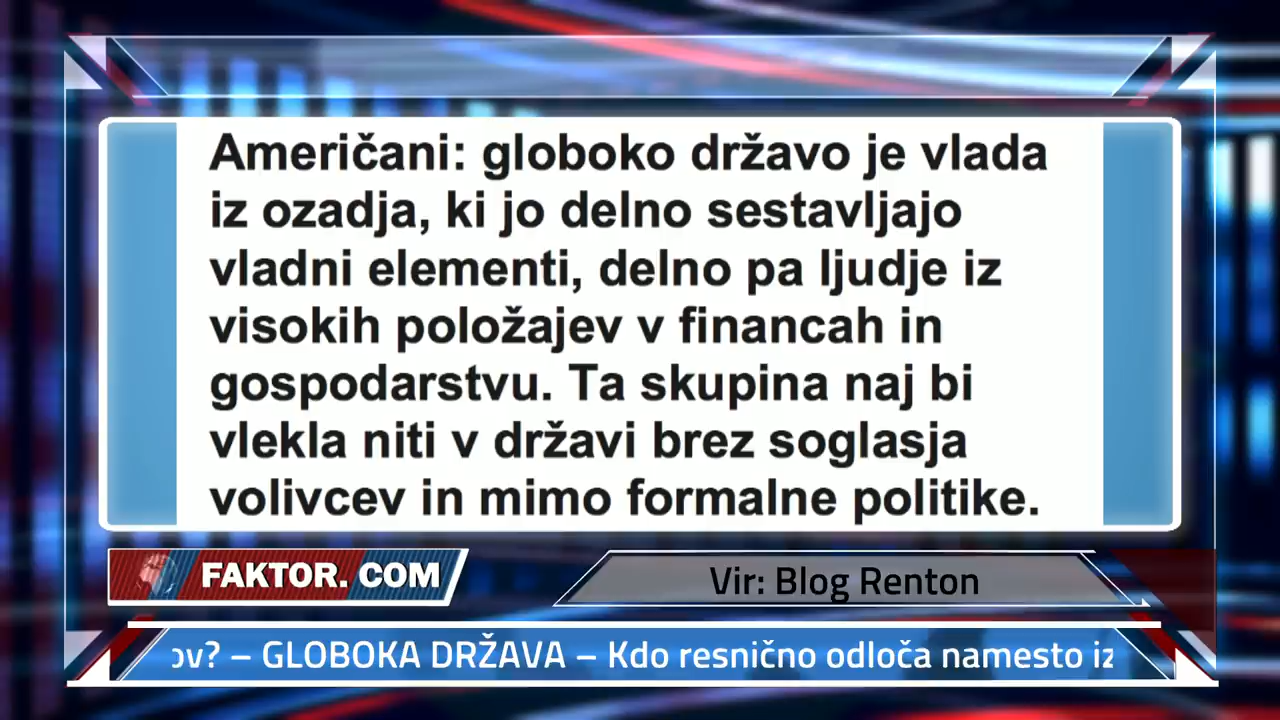 Američani: globoko državo je vlada
iz ozadja, ki jo delno sestavljajo
vladni elementi, delno pa ljudje iz
visokih položajev v financah in
gospodarstvu. Ta skupina naj bi
vlekla niti v državi brez soglasja
volivcev in mimo formalne politike.
FAKTOR. COM
Vir: Blog Renton
ov? – GLOBOKA DRŽAVA – Kdo resnično odloča namesto iz